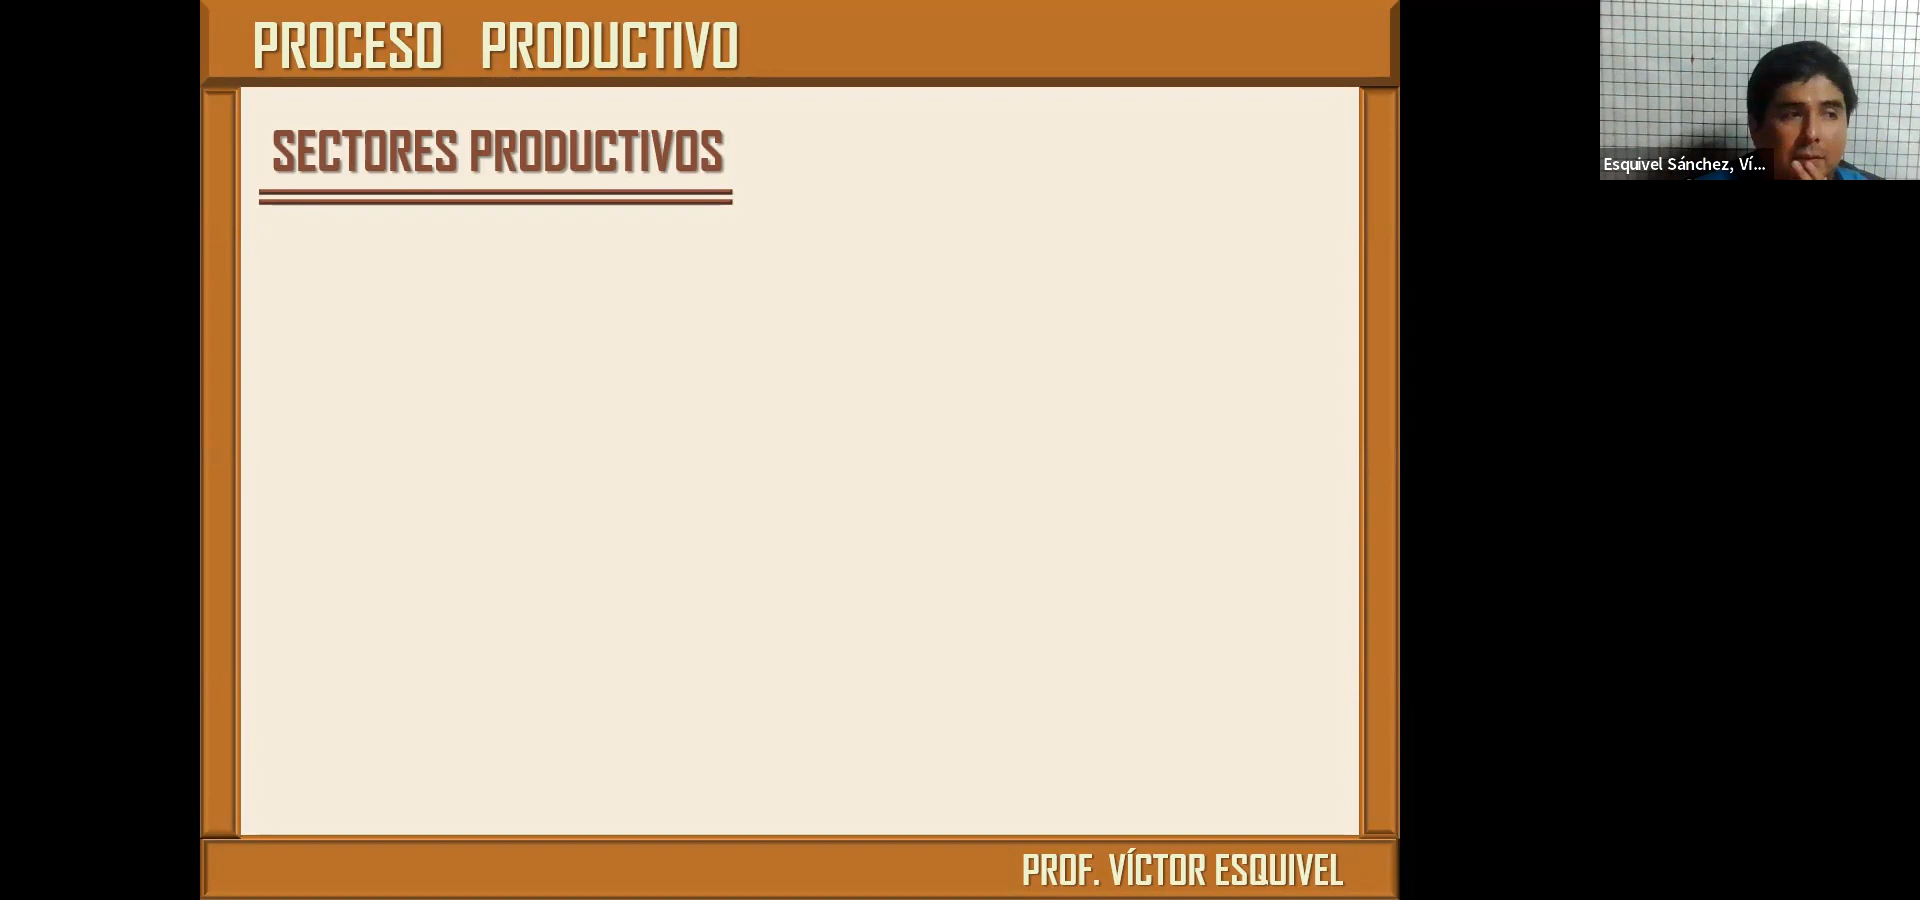 PROCESO PRODUCTIVO
SECTORES PRODUCTIVOS
Esquivel Sánchez, Ví...
PROF. VÍCTOR ESQUIVEL